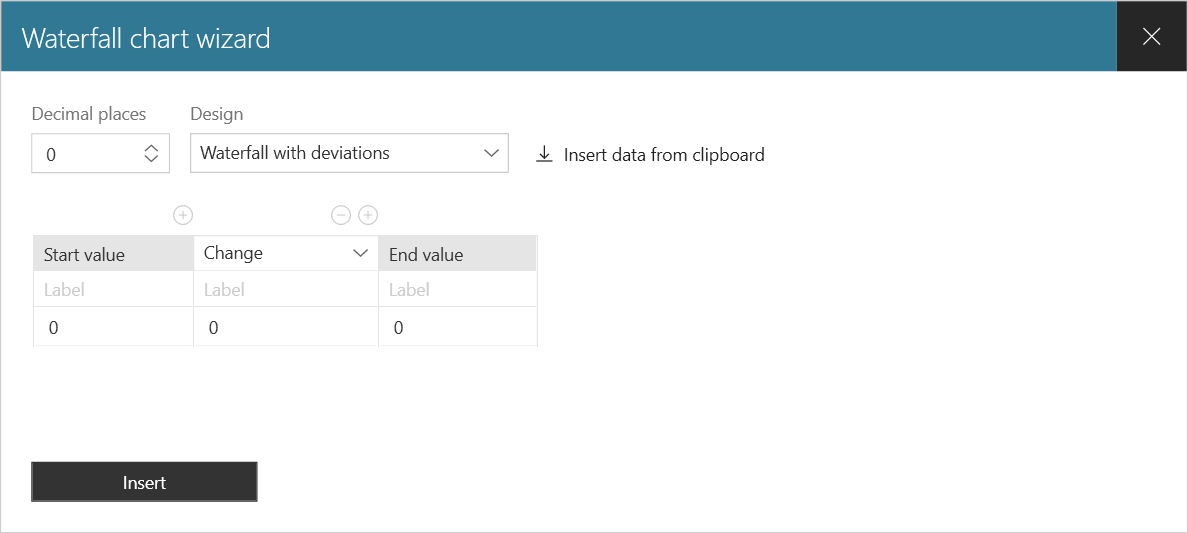 Waterfall chart wizard
Decimal places Design
0 Waterfall with deviations Insert data from clipboard
Start value Change End value
Label Label Label
0 0 0
Insert